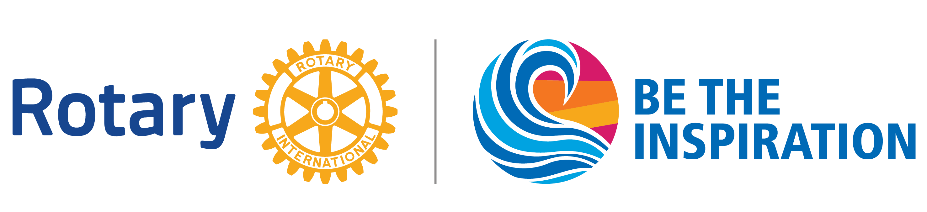 Rotary
ROTARY
INTERNATIONAL
BE THE
INSPIRATION